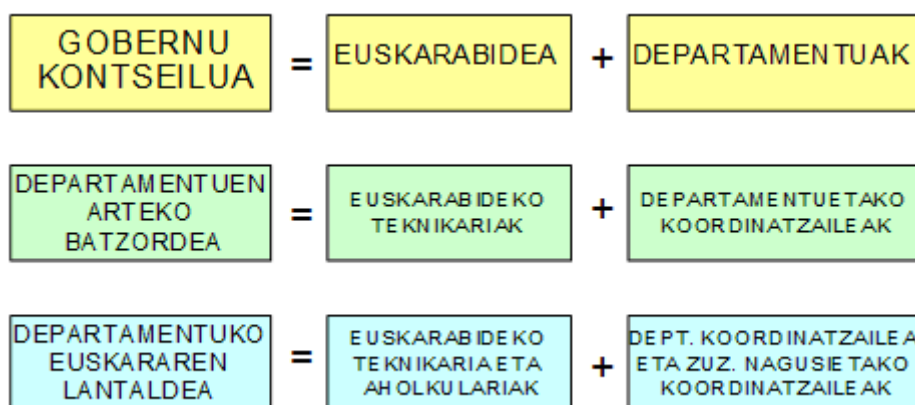 GOBERNU
KONTSEILUA
=
EUSKARABIDEA
+
DEPARTAMENTUAK
DEPARTAMENTUEN
ARTEKO
BATZORDEA
=
EUSKARABIDEKO
TEKNIKARIAK
+
DEPARTAMENTUETAKO
KOORDINATZAILEAK
DEPARTAMENTUKO
EUSKARAREN
LANTALDEA
=
EUSKARABIDEKO
TEKNIKARIA ETA
AHOLKULARIAK
+
DEPT. KOORDINATZAILEA
ETA ZUZ. NAGUSIETAKO
KOORDINATZAILEAK